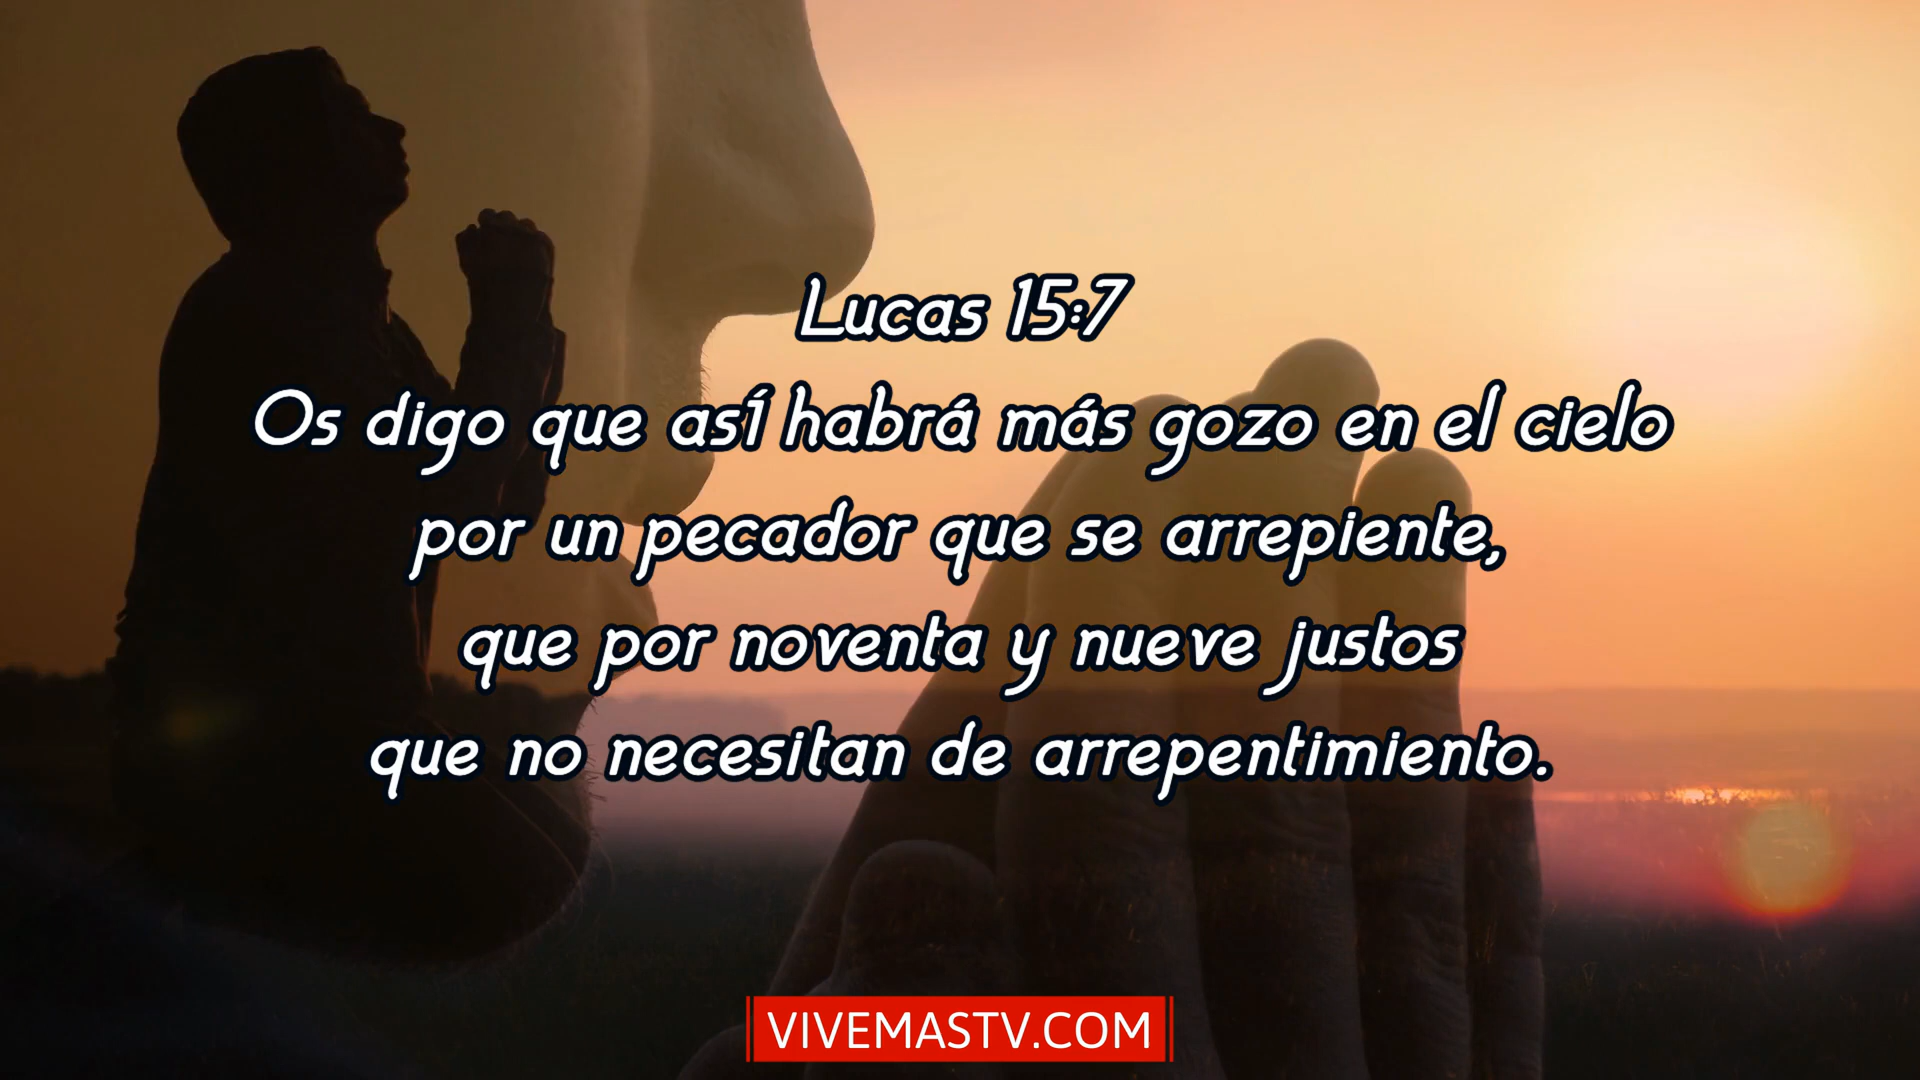 Lucas 15:7
Os digo que así habrá más gozo en el cielo
por un pecador que se arrepiente,
que por noventa y nueve justos
que no necesitan de arrepentimiento.
VIVEMASTV.COM